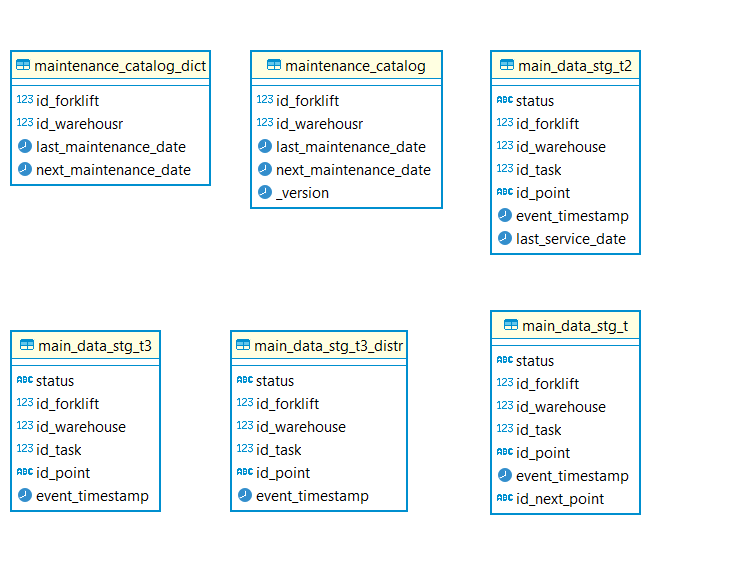 maintenance_catalog_dict
123 id_forklift
123 id_warehousr
last_maintenance_date
next_maintenance_date
maintenance_catalog
123 id_forklift
123 id_warehousr
last_maintenance_date
next_maintenance_date
_version
main_data_stg_t2
ABC status
123 id_forklift
123 id_warehouse
123 id_task
ABC id_point
event_timestamp
last_service_date
main_data_stg_t3
ABC status
123 id_forklift
123 id_warehouse
123 id_task
ABC id_point
event_timestamp
main_data_stg_t3_distr
ABC status
123 id_forklift
123 id_warehouse
123 id_task
ABC id_point
event_timestamp
main_data_stg_t
ABC status
123 id_forklift
123 id_warehouse
123 id_task
ABC id_point
event_timestamp
ABC id_next_point